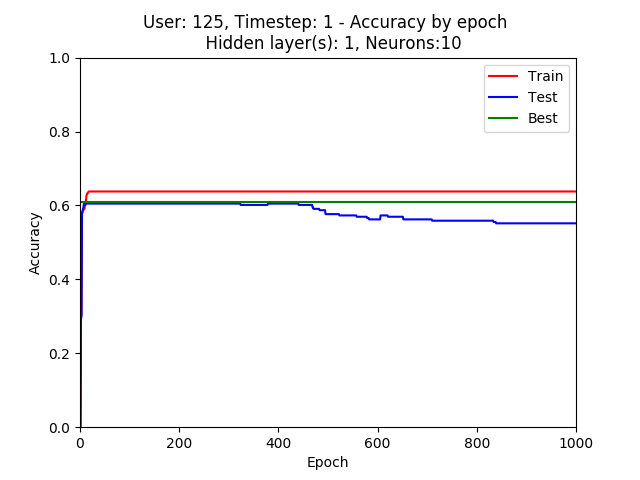 User: 125, Timestep: 1 - Accuracy by epoch
Hidden layer(s): 1, Neurons:10
1.0
Train
Test
Best
0.8
0.6
Accuracy
0.4
0.2
0.0
0 200 400 600 800 1000
Epoch